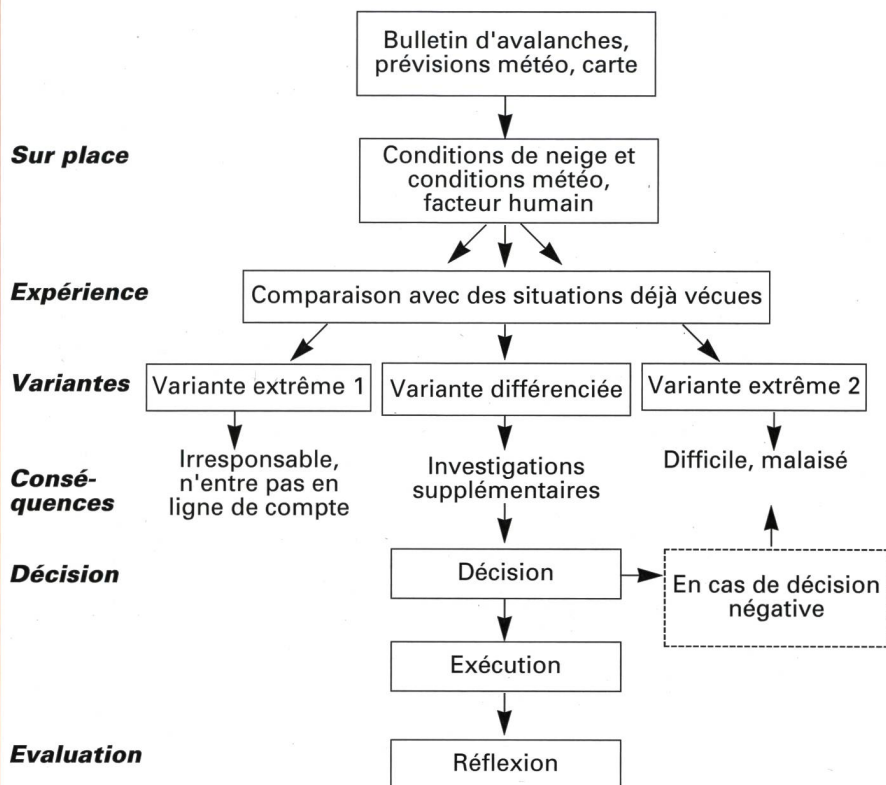 Bulletin d'avalanches,
prévisions météo, carte
Sur place
Conditions de neige et
conditions météo,
facteur humain
Expérience
Comparaison avec des situations déjà vécues
Variantes
Variante extrême 1
Variante différenciée
Variante extrême 2
Consé-
quences
Irresponsable,
n'entre pas en
ligne de compte
Investigations
supplémentaires
Difficile, malaisé
Décision
Décision
En cas de décision
négative
Exécution
Evaluation
Réflexion